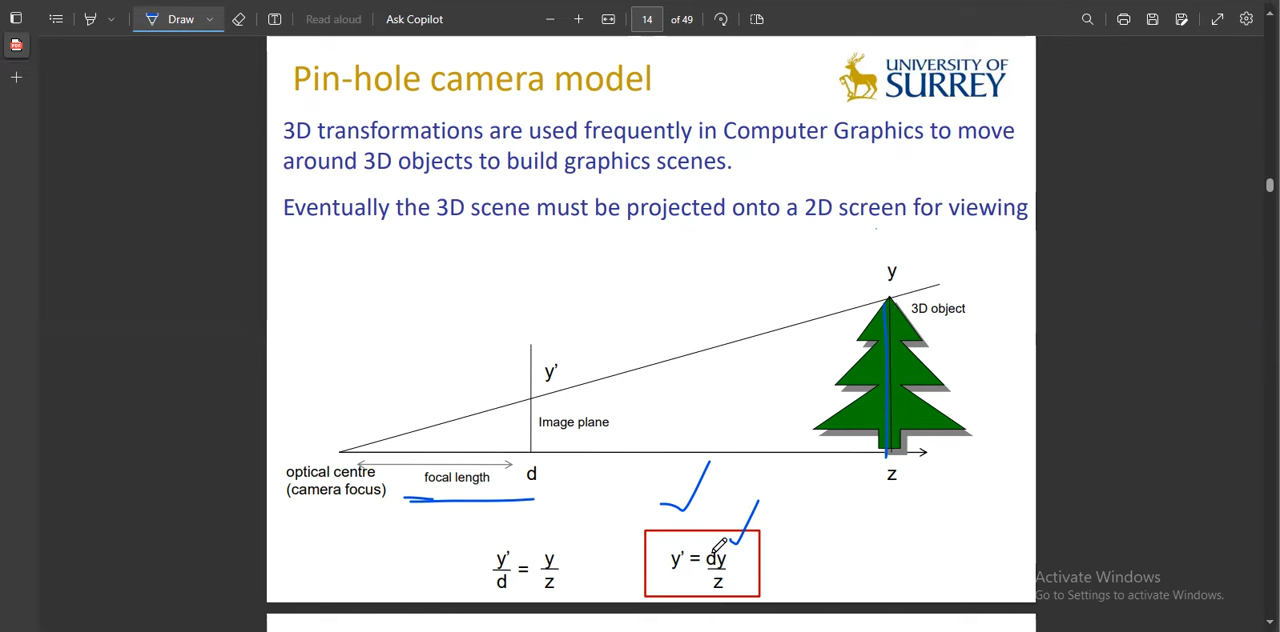 Draw
Read aloud
Ask Copilot
14
of 49
Pin-hole camera model
UNIVERSITY OF
SURREY
3D transformations are used frequently in Computer Graphics to move
around 3D objects to build graphics scenes.
Eventually the 3D scene must be projected onto a 2D screen for viewing
y
3D object
y'
Image plane
optical centre
(camera focus)
focal length
d
z
y' = y
d z
y' = dy
z
Activate Windows
Go to Settings to activate Windows.